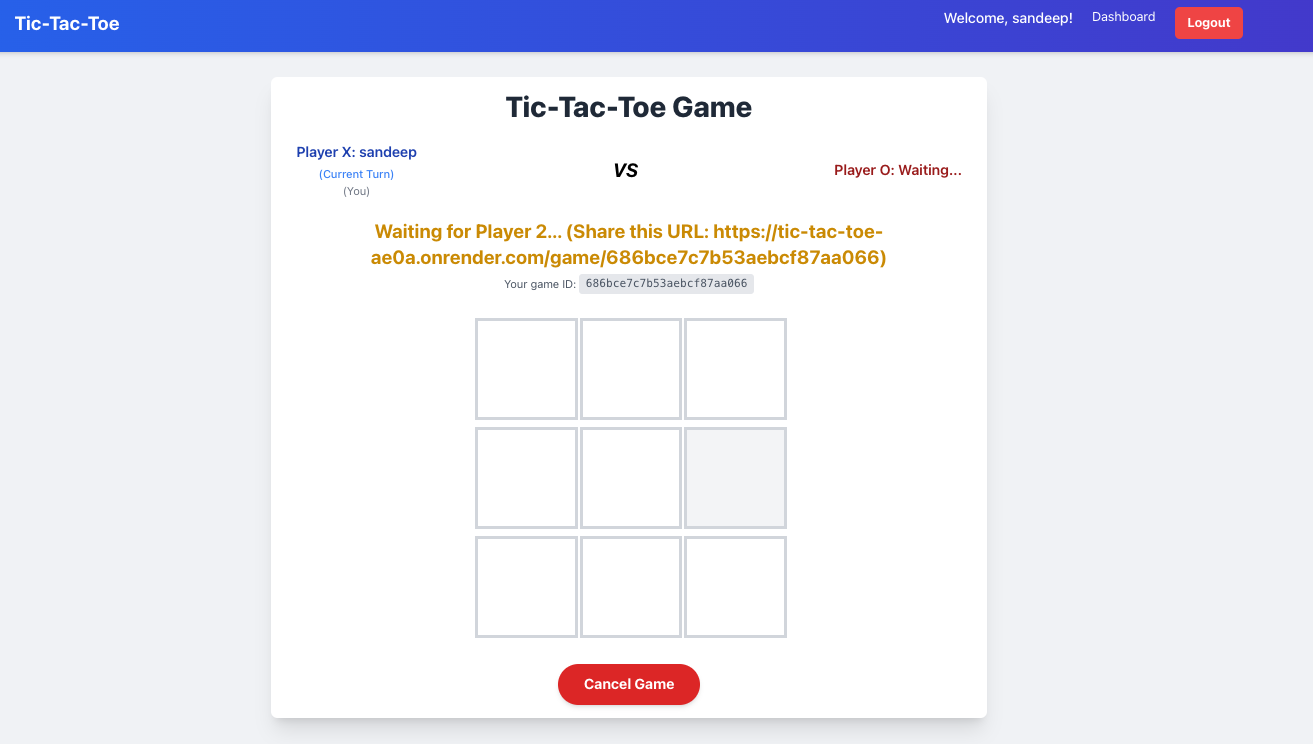 Tic-Tac-Toe
Welcome, sandeep!
Dashboard
Logout
Tic-Tac-Toe Game
Player X: sandeep
(Current Turn)
(You)
VS
Player O: Waiting...
Waiting for Player 2... (Share this URL: https://tic-tac-toe-
ae0a.onrender.com/game/686bce7c7b53aebcf87aa066)
Your game ID: 686bce7c7b53aebcf87aa066
Cancel Game